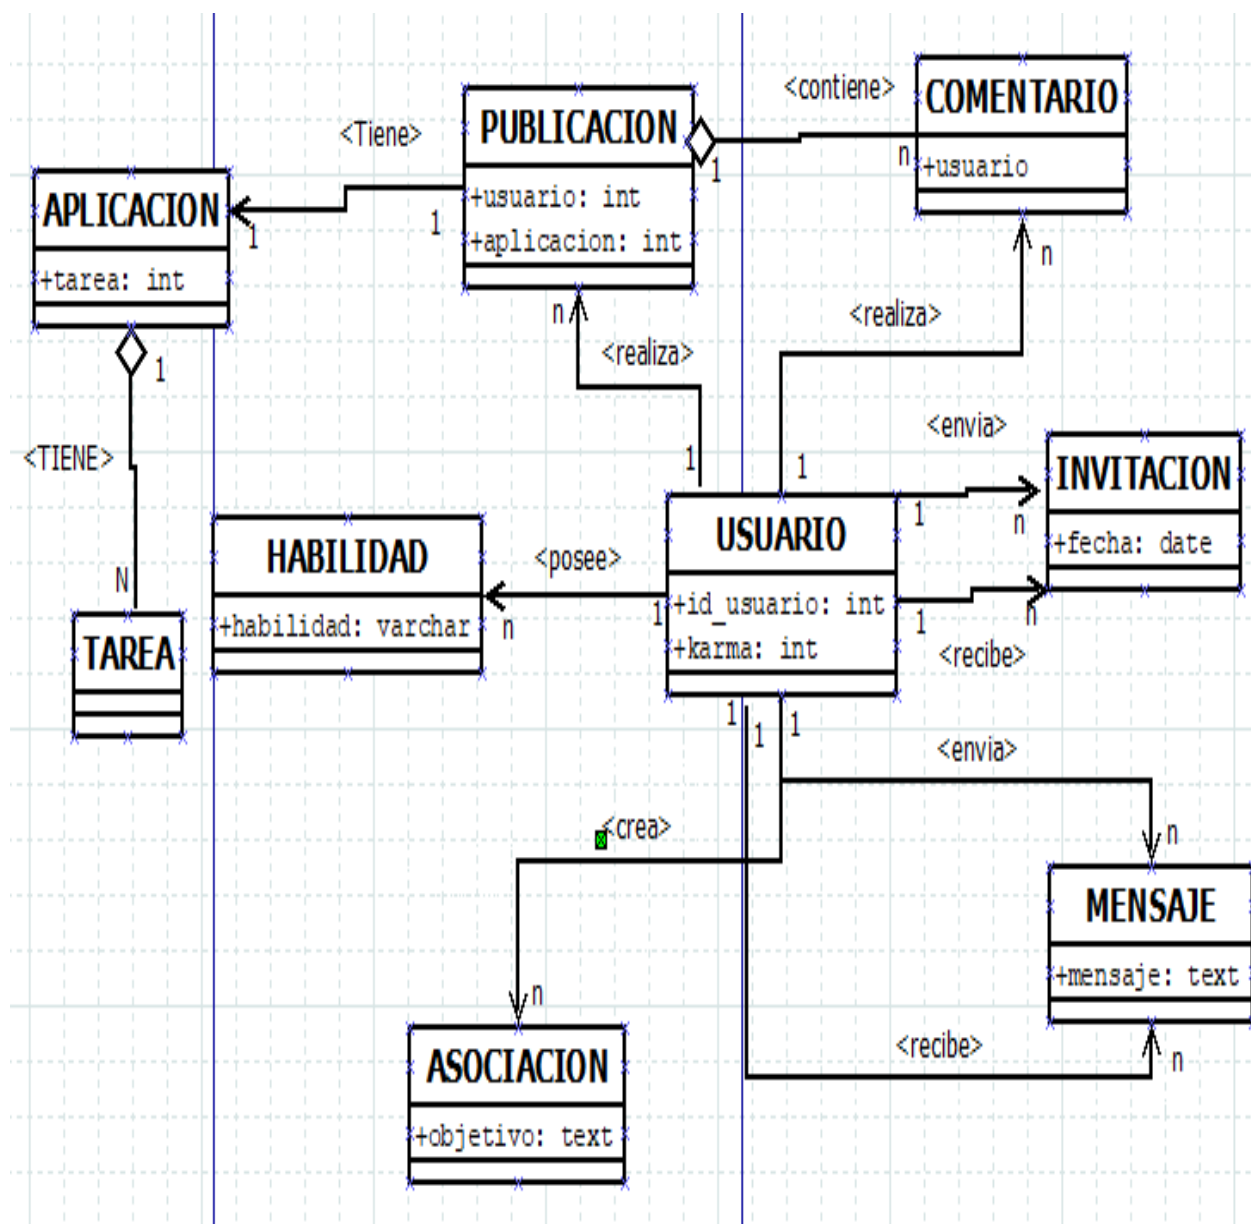 <contiene>
COMENTARIO
+usuario
n
1
n
<Tiene>
PUBLICACION
+usuario: int
+aplicacion: int
1
1
n
APLICACION
+tarea: int
1
<TIENE>
N
TAREA
<realiza>
1
<realiza>
1
<envia>
1
n
INVITACION
+fecha: date
1
n
<recibe>
USUARIO
+id_usuario: int
+karma: int
<posee>
1
n
HABILIDAD
+habilidad: varchar
1
1
1
<envia>
n
<crea>
n
MENSAJE
+mensaje: text
<recibe>
n
ASOCIACION
+objetivo: text